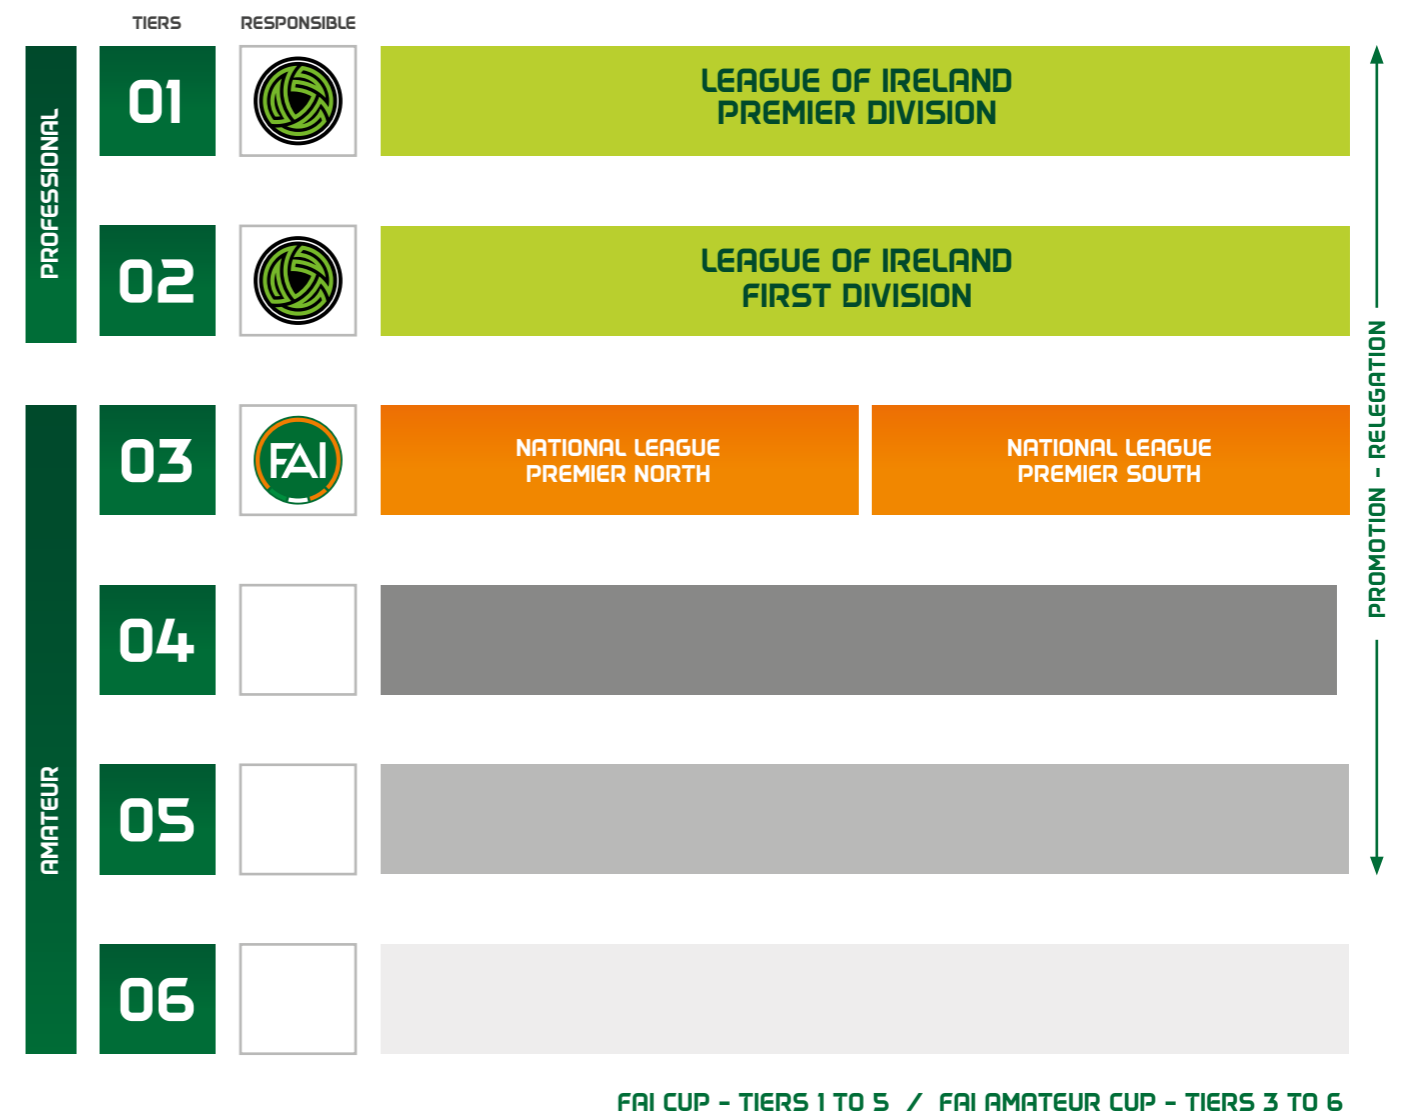 TIERS RESPONSIBLE
PROFESSIONAL
01
LEAGUE OF IRELAND
PREMIER DIVISION
02
LEAGUE OF IRELAND
FIRST DIVISION
AMATEUR
03
FAI
NATIONAL LEAGUE
PREMIER NORTH
NATIONAL LEAGUE
PREMIER SOUTH
04
05
06
PROMOTION - RELEGATION
FAI CUP - TIERS 1 TO 5 / FAI AMATEUR CUP - TIERS 3 TO 6